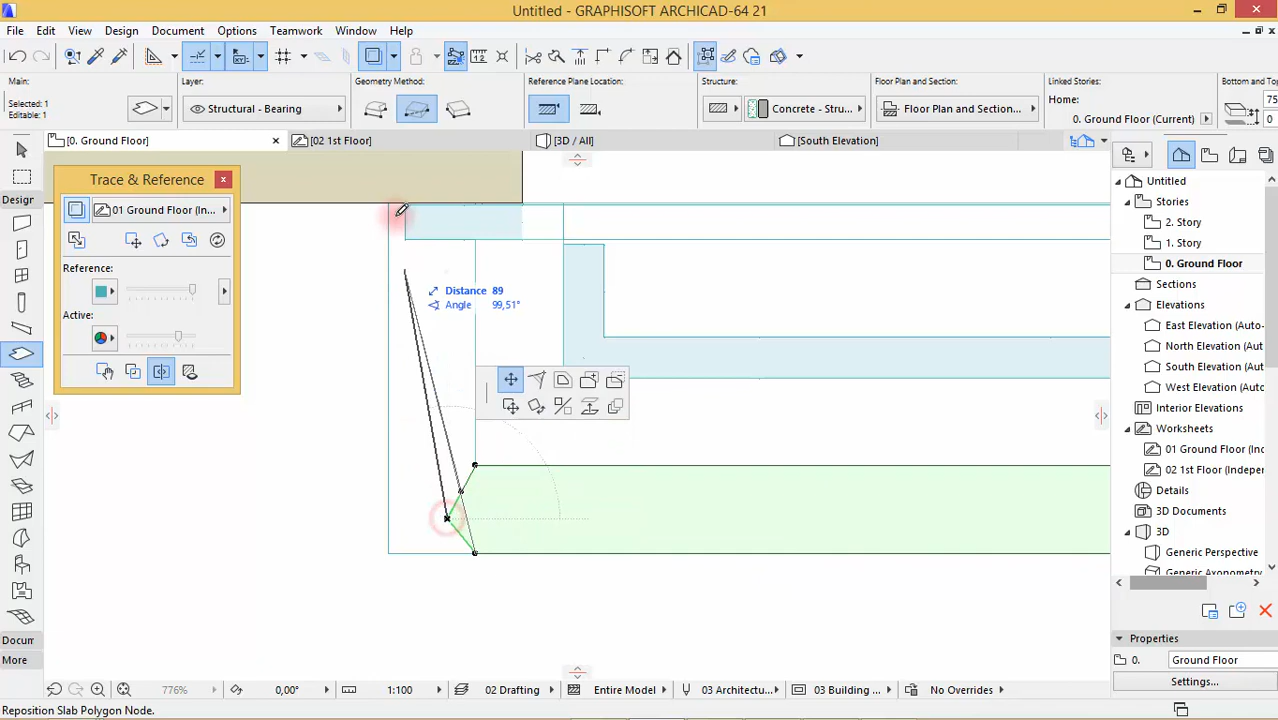 Untitled - GRAPHISOFT ARCHICAD-64 21
File Edit View Design Document Options Teamwork Window Help
Main: Layer: Geometry Method: Reference Plane Location: Structure: Floor Plan and Section: Linked Stories: Bottom and To
Selected: 1
Editable: 1
Structural - Bearing
Concrete - Stru...
Floor Plan and Section...
Home:
0. Ground Floor (Current)
75
0
[0. Ground Floor]
[02 1st Floor]
[3D / All]
[South Elevation]
Design
Trace & Reference
01 Ground Floor (In...
Reference:
Active:
Distance 89
Angle 99,51°
Untitled
Stories
2. Story
1. Story
0. Ground Floor
Sections
Elevations
East Elevation (Auto-
North Elevation (Aut
South Elevation (Aut
West Elevation (Auto
Interior Elevations
Worksheets
01 Ground Floor (Inc
02 1st Floor (Indeper
Details
3D Documents
3D
Generic Perspective
Generic Axonometry
Docum
More
Properties
0.
Ground Floor
Settings...
776%
0,00°
1:100
02 Drafting
Entire Model
03 Architectu...
03 Building ...
No Overrides
Reposition Slab Polygon Node.